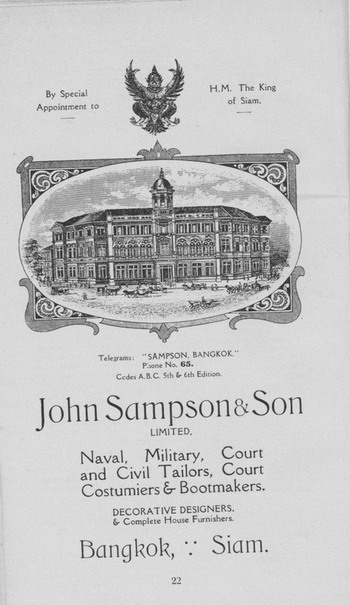 By Special
Appointment to
H.M. The King
of Siam.
Telegrams: "SAMPSON, BANGKOK."
Phone No. 65.
Codes A.B.C. 5th & 6th Edition.
John Sampson & Son
LIMITED,
Naval, Military, Court
and Civil Tailors, Court
Costumiers & Bootmakers.
DECORATIVE DESIGNERS.
& Complete House Furnishers.
Bangkok, ∵ Siam.
22